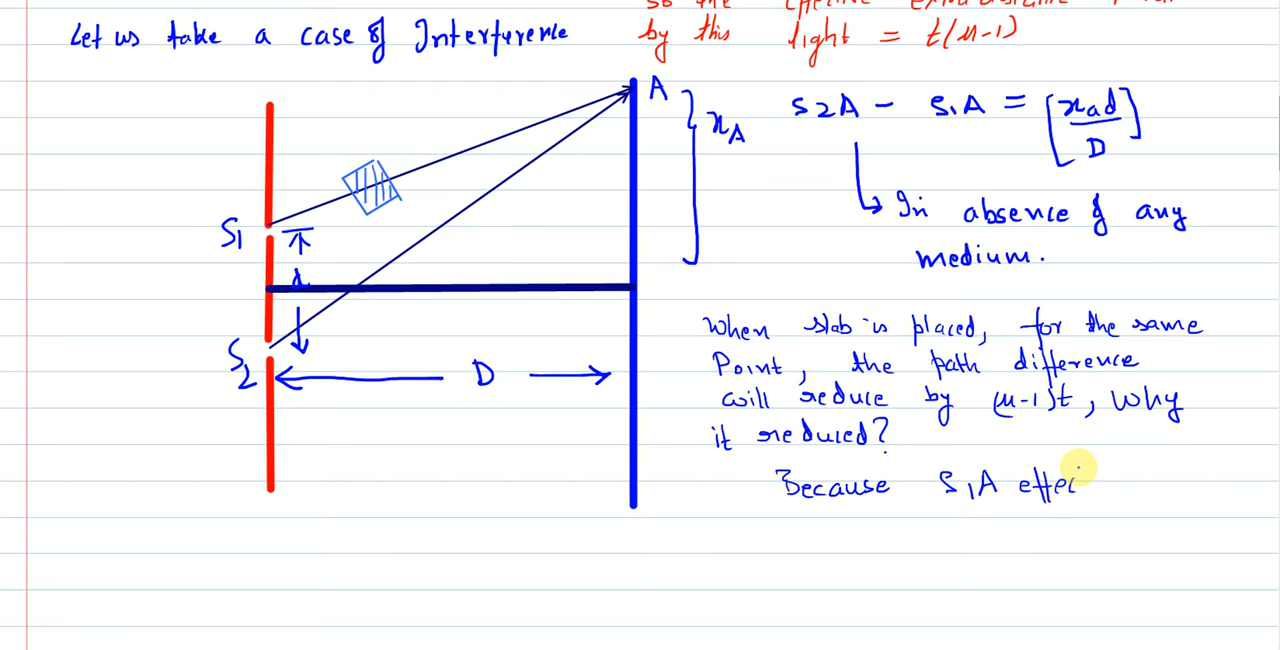 Let us take a case of Interference
by this light = t(μ-1)
A
x_A
S2A - S1A = [x_A d / D]
In absence of any
medium.
S1
d
S2
D
When slab is placed, for the same
Point, the path difference
will reduce by (μ-1)t, Why
it reduced?
Because S1A effec